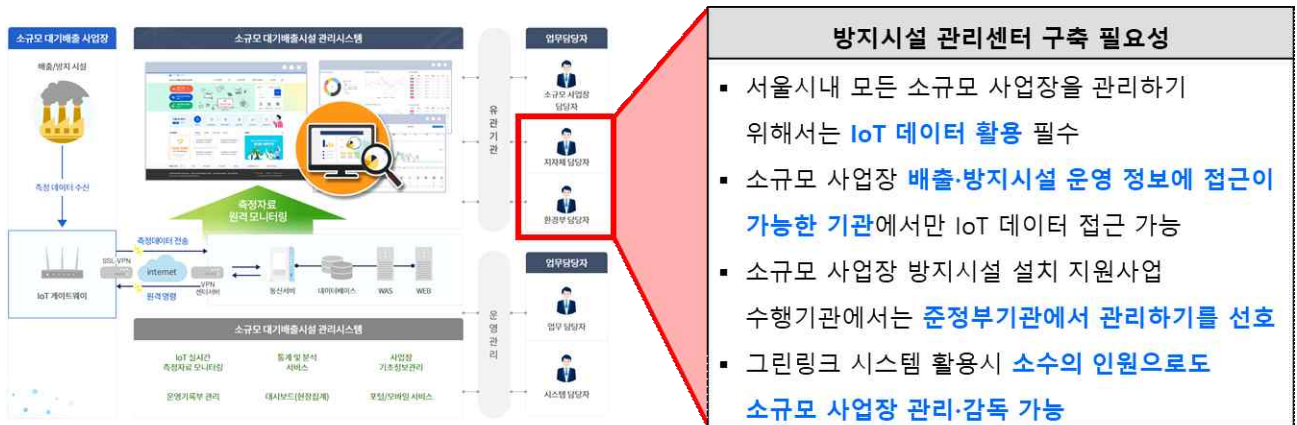 소규모 대기배출 사업장
배출/방지 시설
측정 데이터 수신
IoT 게이트웨이
소규모 대기배출시설 관리시스템
측정자료
원격 모니터링
SSL-VPN
측정데이터 전송
internet
원격명령
VPN
센터서버
통신서버
데이터베이스
WAS
WEB
소규모 대기배출시설 관리시스템
IoT 실시간
측정자료 모니터링
통계 및 분석
서비스
사업장
기초정보관리
운영기록부 관리
대시보드(현장집계)
포털/모바일 서비스
유관기관
운영관리
업무담당자
소규모 사업장
담당자
지자체 담당자
환경부 담당자
업무담당자
업무 담당자
시스템 담당자
방지시설 관리센터 구축 필요성
▪ 서울시내 모든 소규모 사업장을 관리하기
위해서는 IoT 데이터 활용 필수
▪ 소규모 사업장 배출·방지시설 운영 정보에 접근이
가능한 기관에서만 IoT 데이터 접근 가능
▪ 소규모 사업장 방지시설 설치 지원사업
수행기관에서는 준정부기관에서 관리하기를 선호
▪ 그린링크 시스템 활용시 소수의 인원으로도
소규모 사업장 관리·감독 가능